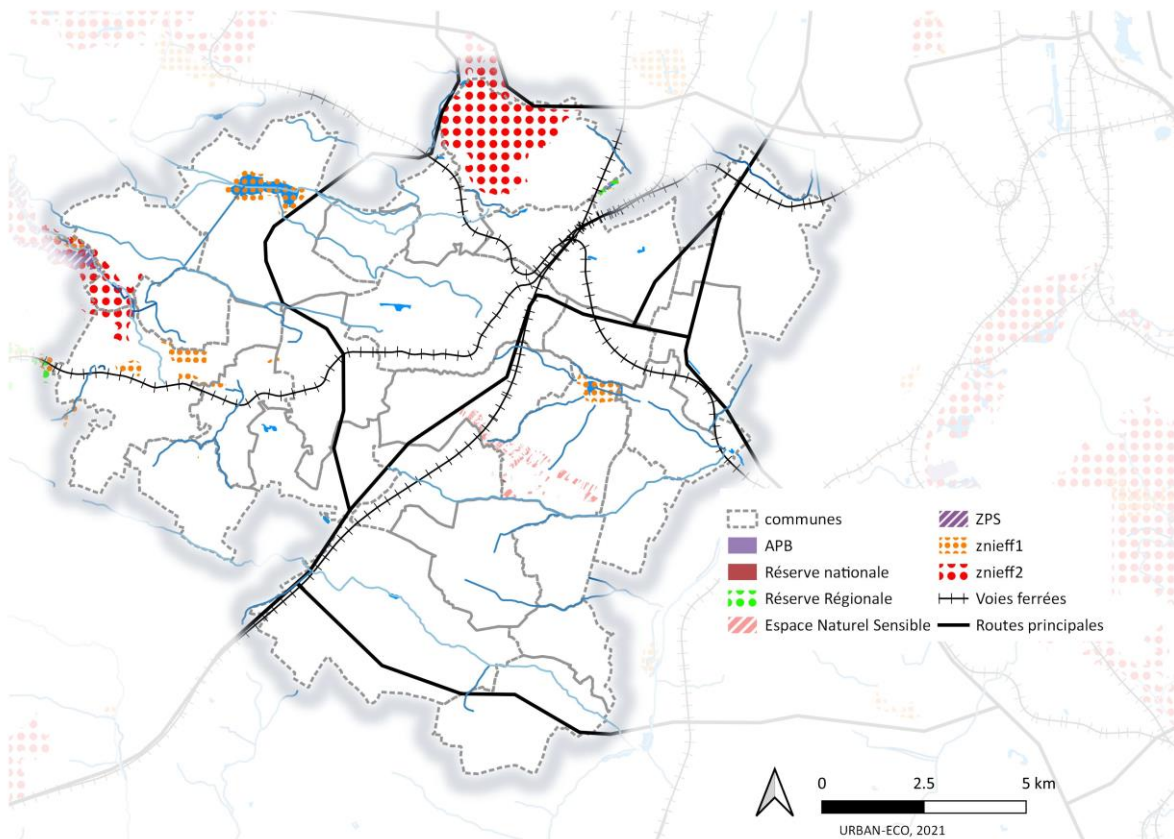 communes
APB
Réserve nationale
Réserve Régionale
Espace Naturel Sensible
ZPS
znieff1
znieff2
Voies ferrées
Routes principales
0 2.5 5 km
URBAN-ECO, 2021